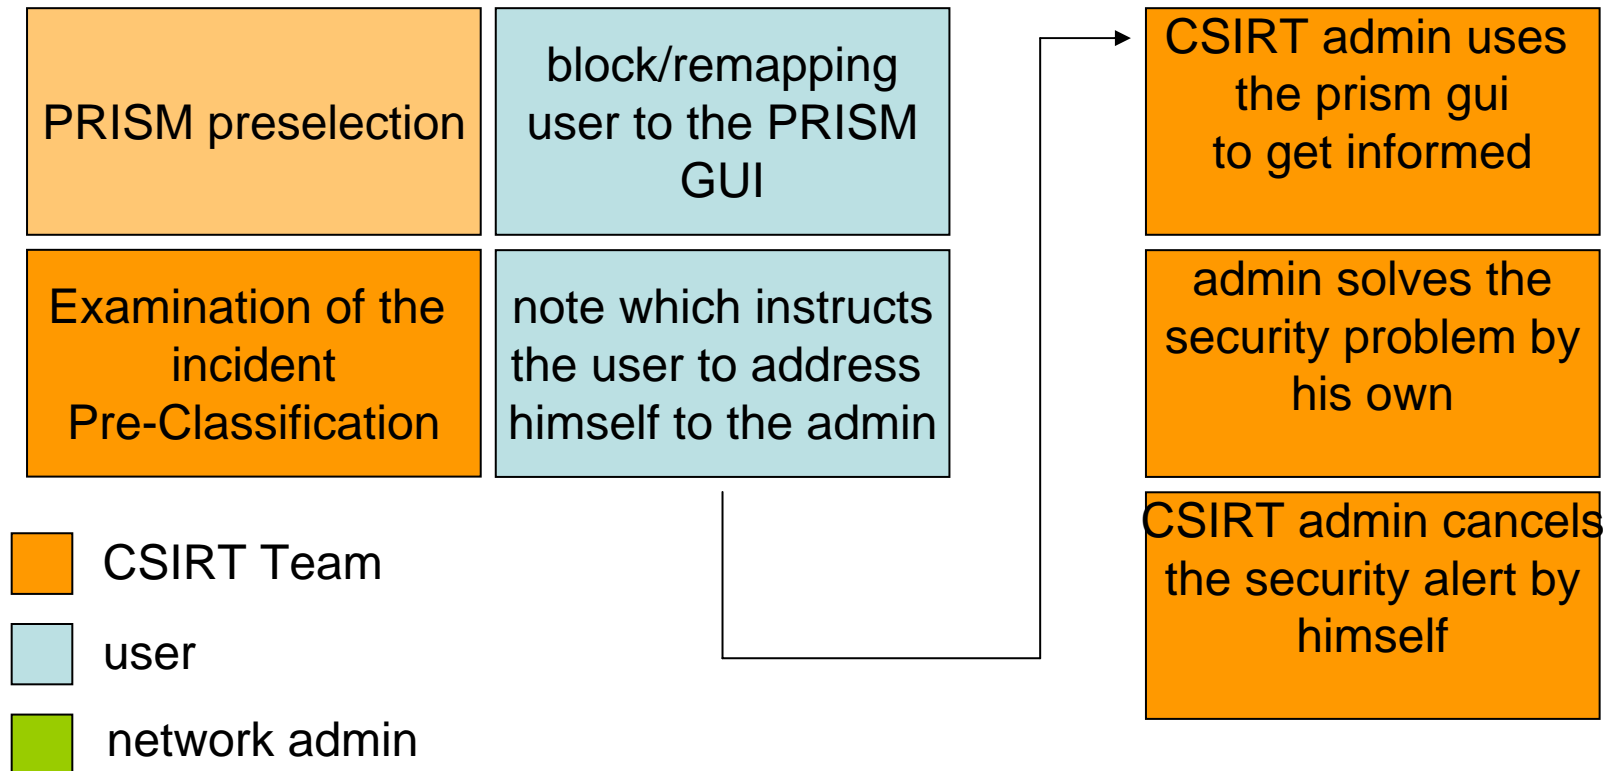 PRISM preselection
block/remapping
user to the PRISM
GUI
Examination of the
incident
Pre-Classification
note which instructs
the user to address
himself to the admin
CSIRT admin uses
the prism gui
to get informed
admin solves the
security problem by
his own
CSIRT admin cancels
the security alert by
himself
CSIRT Team
user
network admin